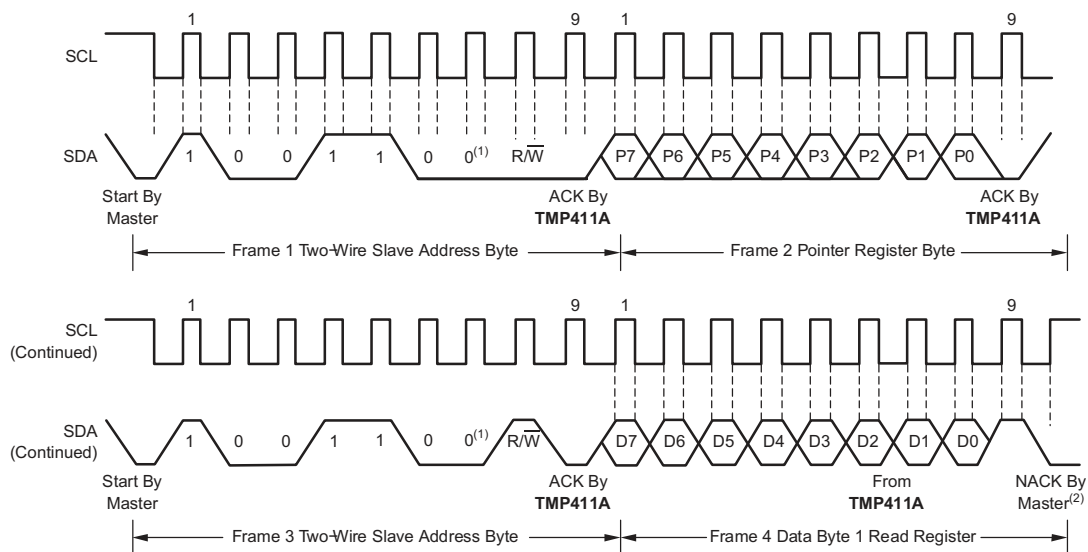 1 9 1 9
SCL
SDA 1 0 0 1 1 0 0(1) R/W̅ P7 P6 P5 P4 P3 P2 P1 P0
Start By ACK By ACK By
Master TMP411A TMP411A
Frame 1 Two-Wire Slave Address Byte Frame 2 Pointer Register Byte
1 9 1 9
SCL
(Continued)
SDA
(Continued) 1 0 0 1 1 0 0(1) R/W̅ D7 D6 D5 D4 D3 D2 D1 D0
Start By ACK By From NACK By
Master TMP411A TMP411A Master(2)
Frame 3 Two-Wire Slave Address Byte Frame 4 Data Byte 1 Read Register